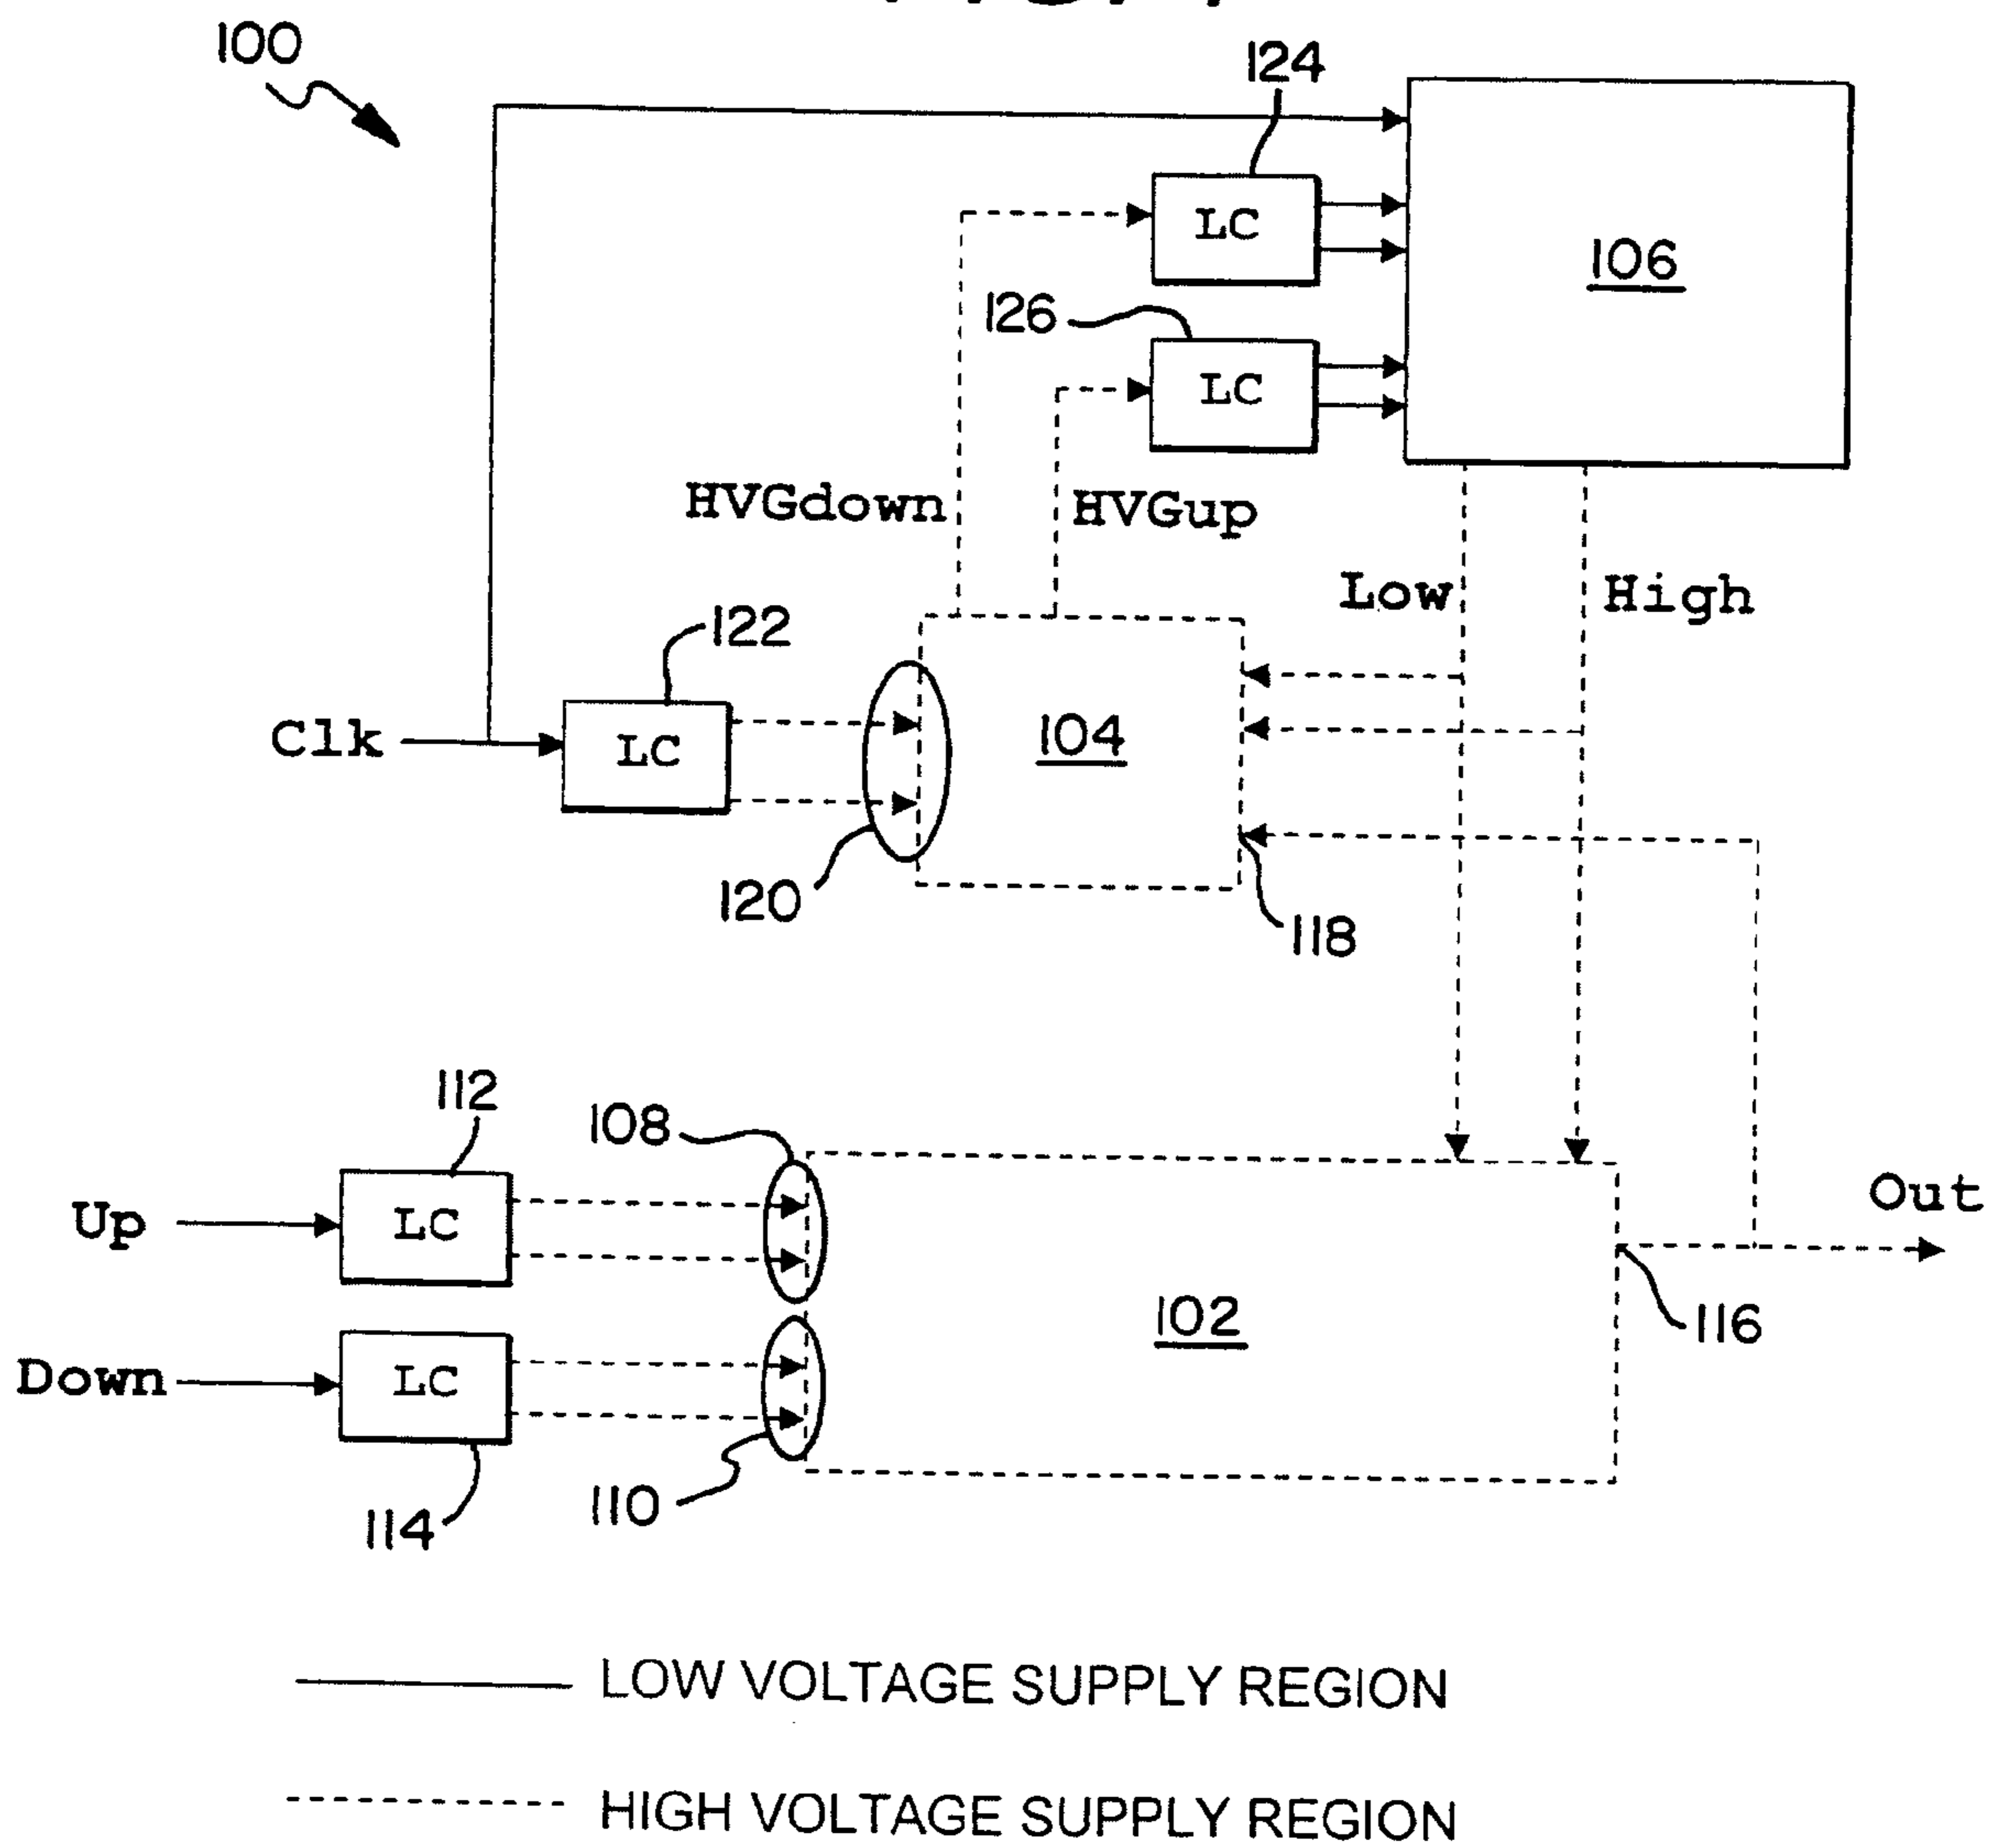 100
124
LC
106
126
LC
HVGdown
HVGup
Low
High
122
Clk
LC
104
120
118
112
108
Up
LC
Out
102
116
Down
LC
110
114
LOW VOLTAGE SUPPLY REGION
HIGH VOLTAGE SUPPLY REGION